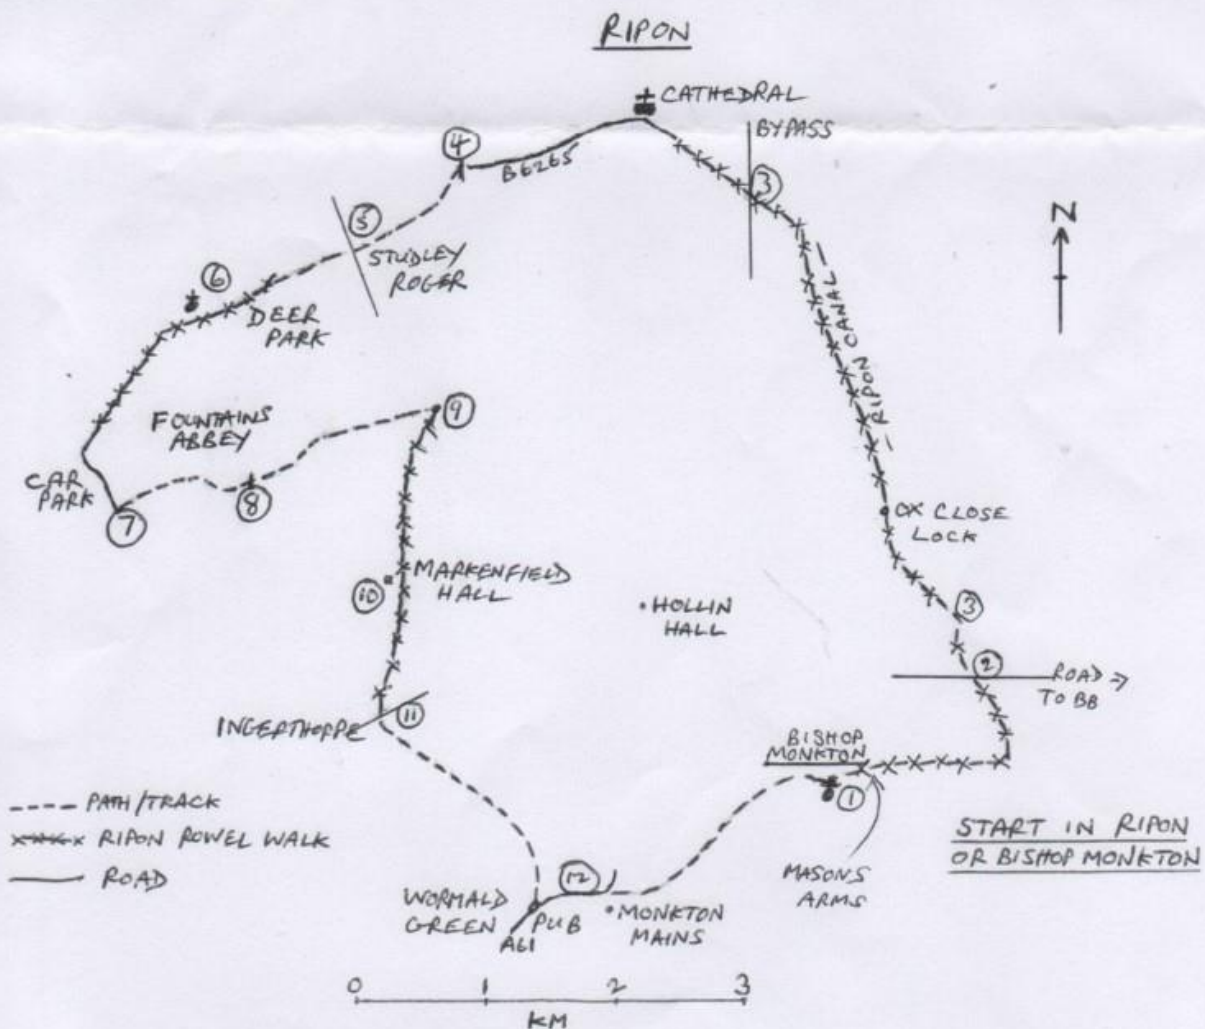 RIPON
CATHEDRAL
BYPASS
4
B6265
3
N
5
STUDLEY
ROGER
6
DEER
PARK
RIPON CANAL
9
FOUNTAINS
ABBEY
CAR
PARK
7
8
OX CLOSE
LOCK
10
MARKENFIELD
HALL
HOLLIN
HALL
3
2
ROAD →
TO BB
INGERTHORPE
11
BISHOP
MONKTON
1
PATH/TRACK
RIPON ROWEL WALK
ROAD
START IN RIPON
OR BISHOP MONKTON
MASONS
ARMS
12
WORMALD
GREEN
PUB
A61
MONKTON
MAINS
0 1 2 3
KM